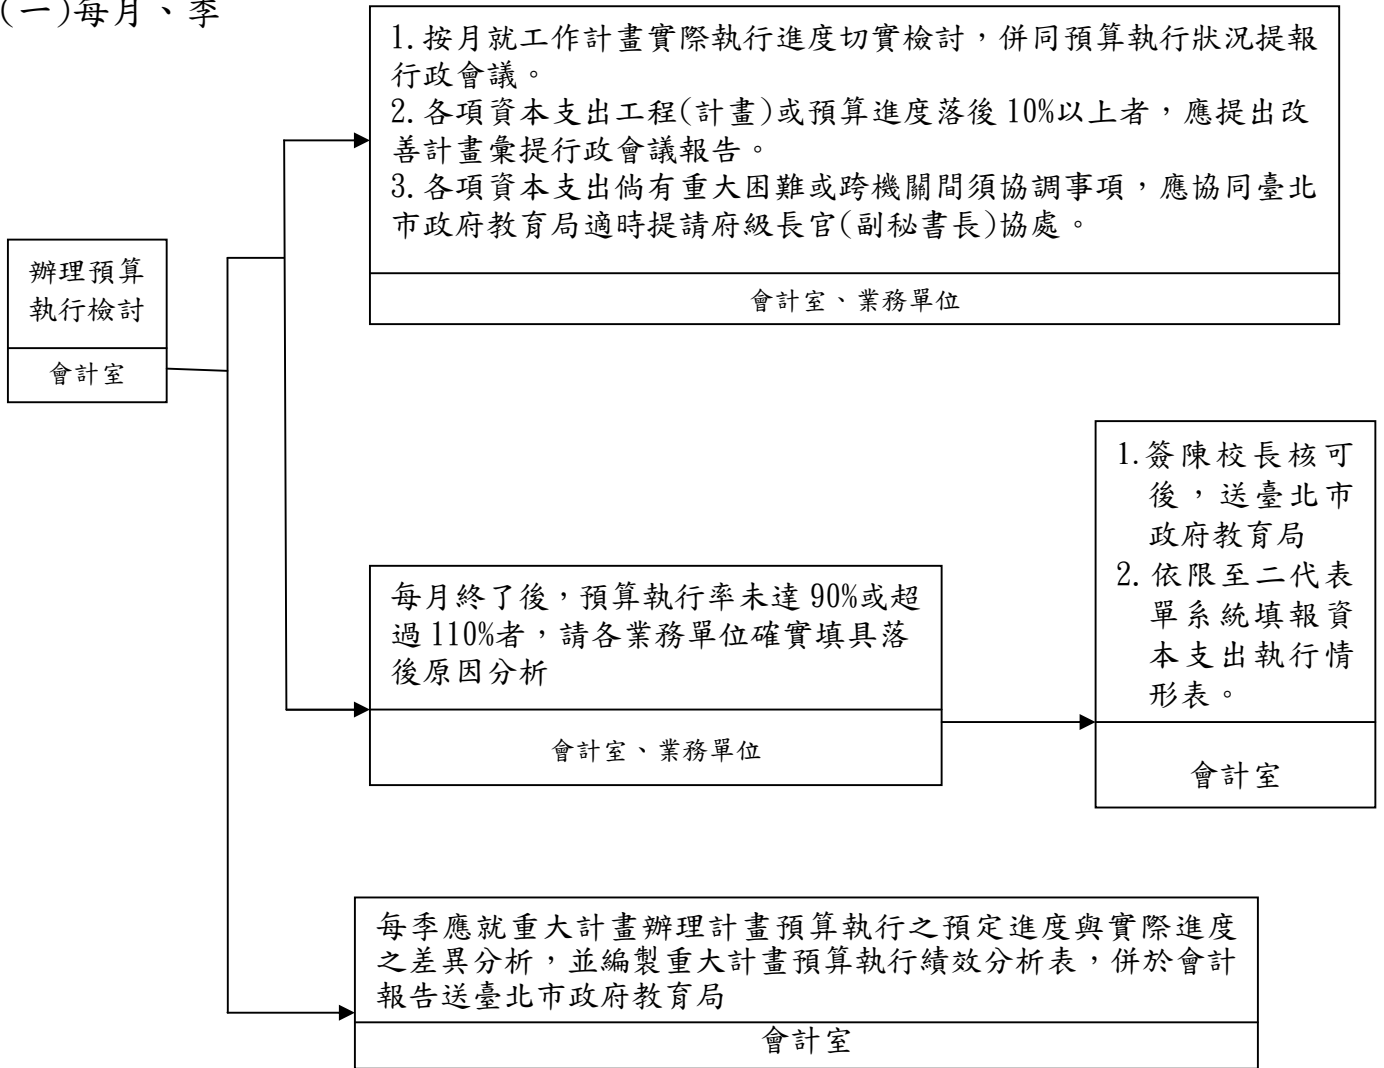 (一)每月、季
1.按月就工作計畫實際執行進度切實檢討，併同預算執行狀況提報
行政會議。
2.各項資本支出工程(計畫)或預算進度落後 10%以上者，應提出改
善計畫彙提行政會議報告。
3.各項資本支出倘有重大困難或跨機關間須協調事項，應協同臺北
市政府教育局適時提請府級長官(副秘書長)協處。
會計室、業務單位
辦理預算
執行檢討
會計室
每月終了後，預算執行率未達 90%或超
過 110%者，請各業務單位確實填具落
後原因分析
會計室、業務單位
1.簽陳校長核可
後，送臺北市
政府教育局
2.依限至二代表
單系統填報資
本支出執行情
形表。
會計室
每季應就重大計畫辦理計畫預算執行之預定進度與實際進度
之差異分析，並編製重大計畫預算執行績效分析表，併於會計
報告送臺北市政府教育局
會計室